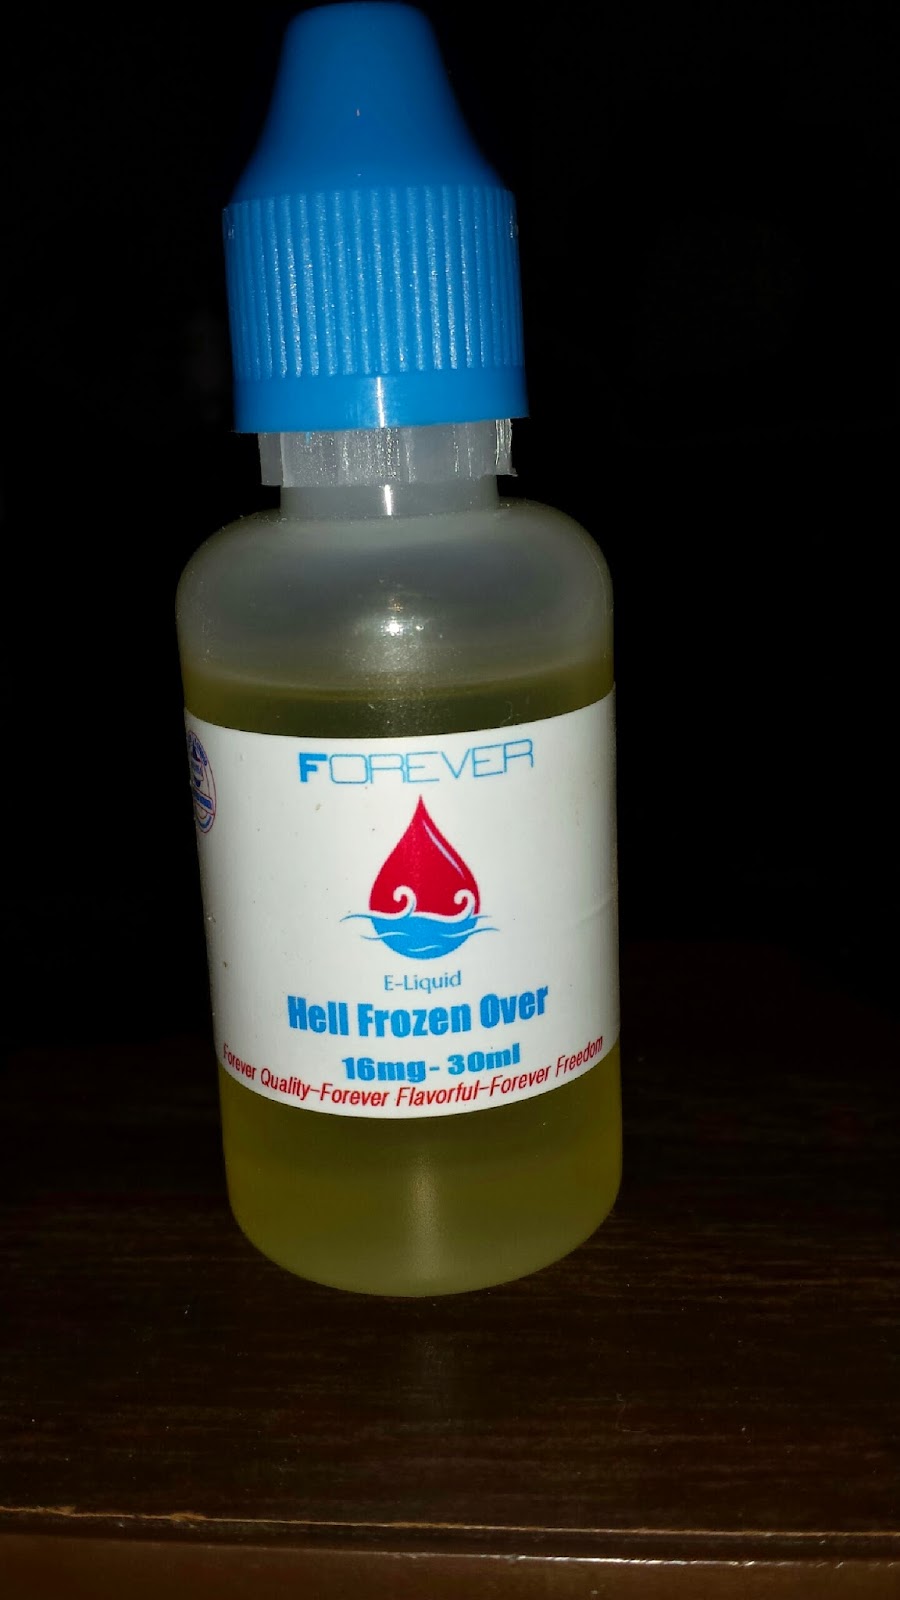 FOREVER
E-Liquid
Hell Frozen Over
16mg - 30ml
Forever Quality-Forever Flavorful-Forever Freedom